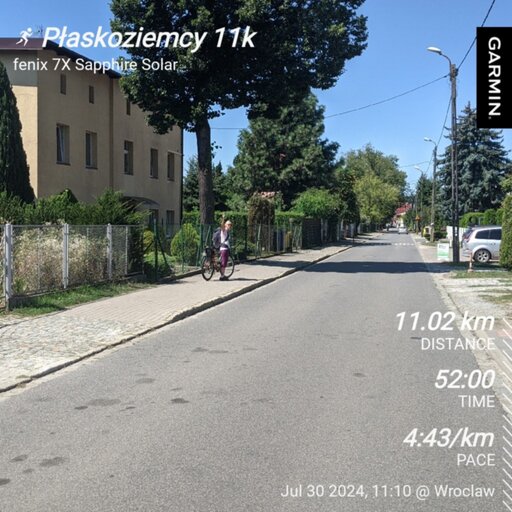 Płaskoziemcy 11k
fenix 7X Sapphire Solar
GARMIN
11.02 km
DISTANCE
52:00
TIME
4:43/km
PACE
Jul 30 2024, 11:10 @ Wroclaw